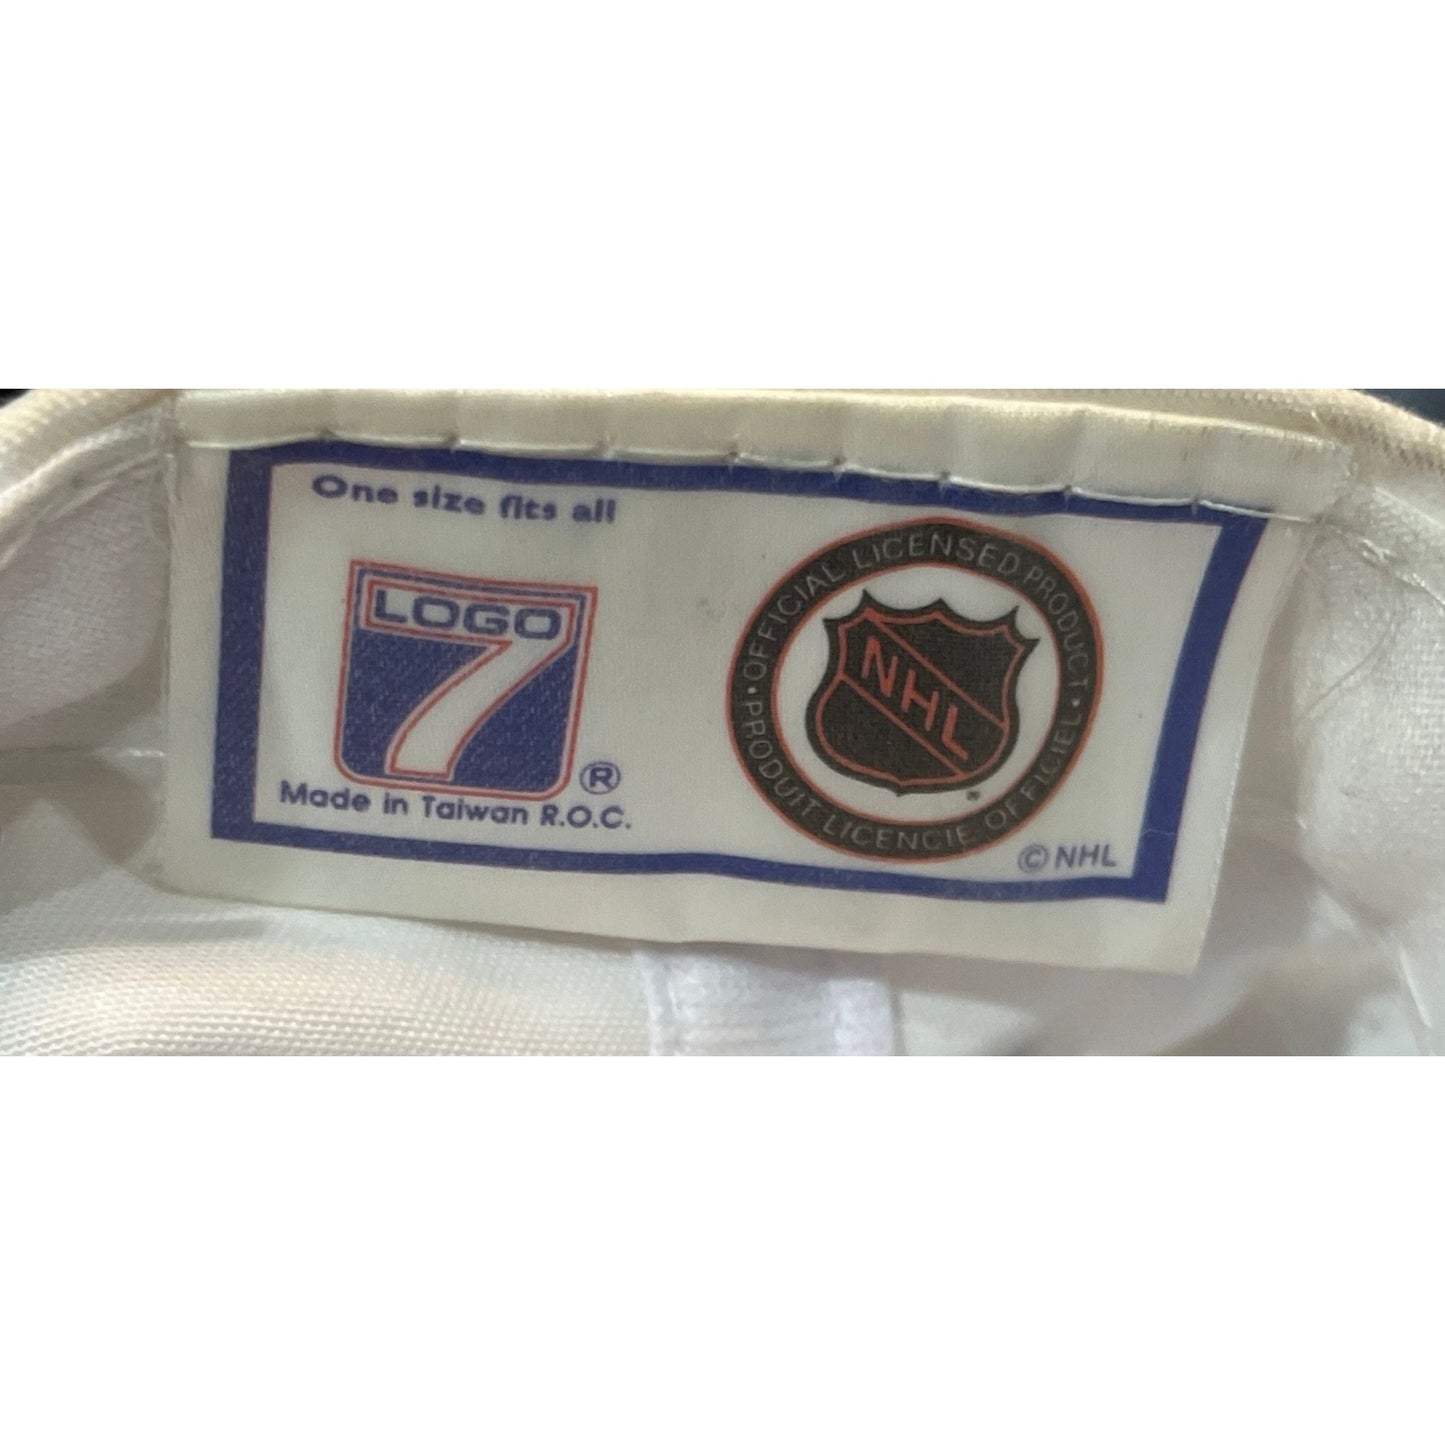 One size fits all
LOGO
7
®
Made in Taiwan R.O.C.
• OFFICIAL LICENSED PRODUCT •
PRODUIT LICENCIE OFFICIEL
NHL
© NHL